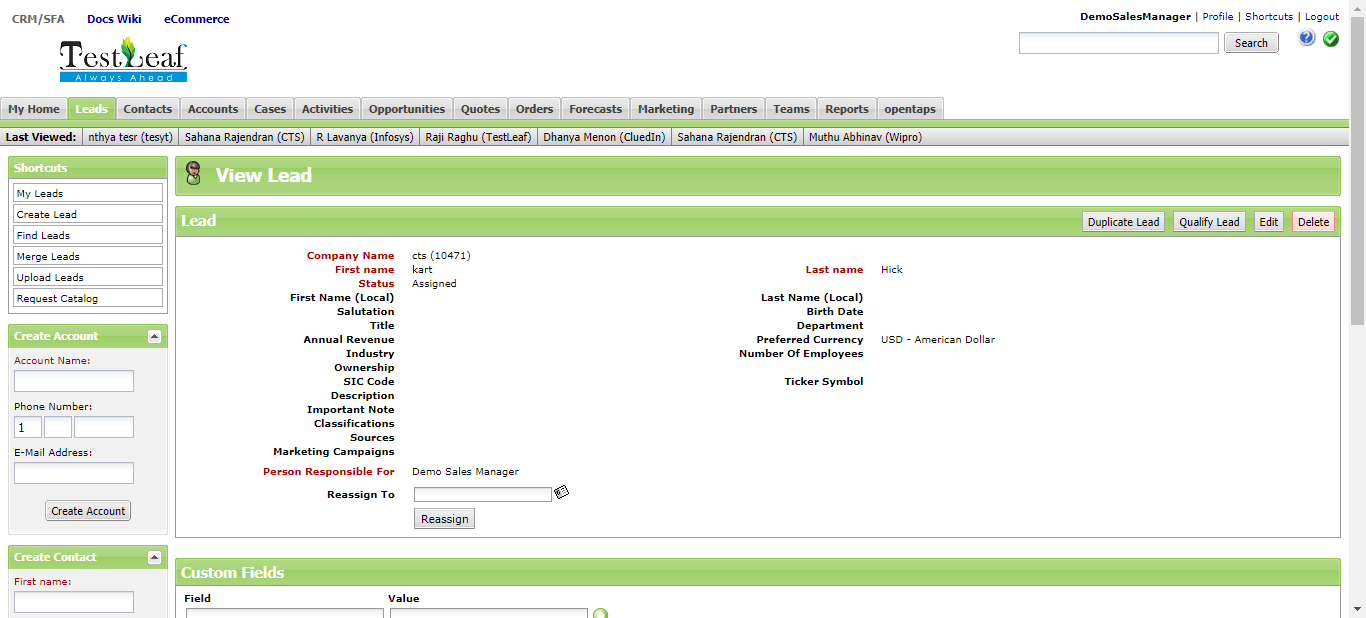 CRM/SFA Docs Wiki eCommerce
DemoSalesManager | Profile | Shortcuts | Logout
Search
TestLeaf
Always Ahead
My Home Leads Contacts Accounts Cases Activities Opportunities Quotes Orders Forecasts Marketing Partners Teams Reports opentaps
Last Viewed: nthya tesr (tesyt) Sahana Rajendran (CTS) R Lavanya (Infosys) Raji Raghu (TestLeaf) Dhanya Menon (CluedIn) Sahana Rajendran (CTS) Muthu Abhinav (Wipro)
Shortcuts
My Leads
Create Lead
Find Leads
Merge Leads
Upload Leads
Request Catalog
Create Account
Account Name:
Phone Number:
1
E-Mail Address:
Create Account
Create Contact
First name:
View Lead
Lead
Duplicate Lead Qualify Lead Edit Delete
Company Name cts (10471)
First name kart Last name Hick
Status Assigned
First Name (Local) Last Name (Local)
Salutation Birth Date
Title Department
Annual Revenue Preferred Currency USD - American Dollar
Industry Number Of Employees
Ownership
SIC Code Ticker Symbol
Description
Important Note
Classifications
Sources
Marketing Campaigns
Person Responsible For Demo Sales Manager
Reassign To
Reassign
Custom Fields
Field Value